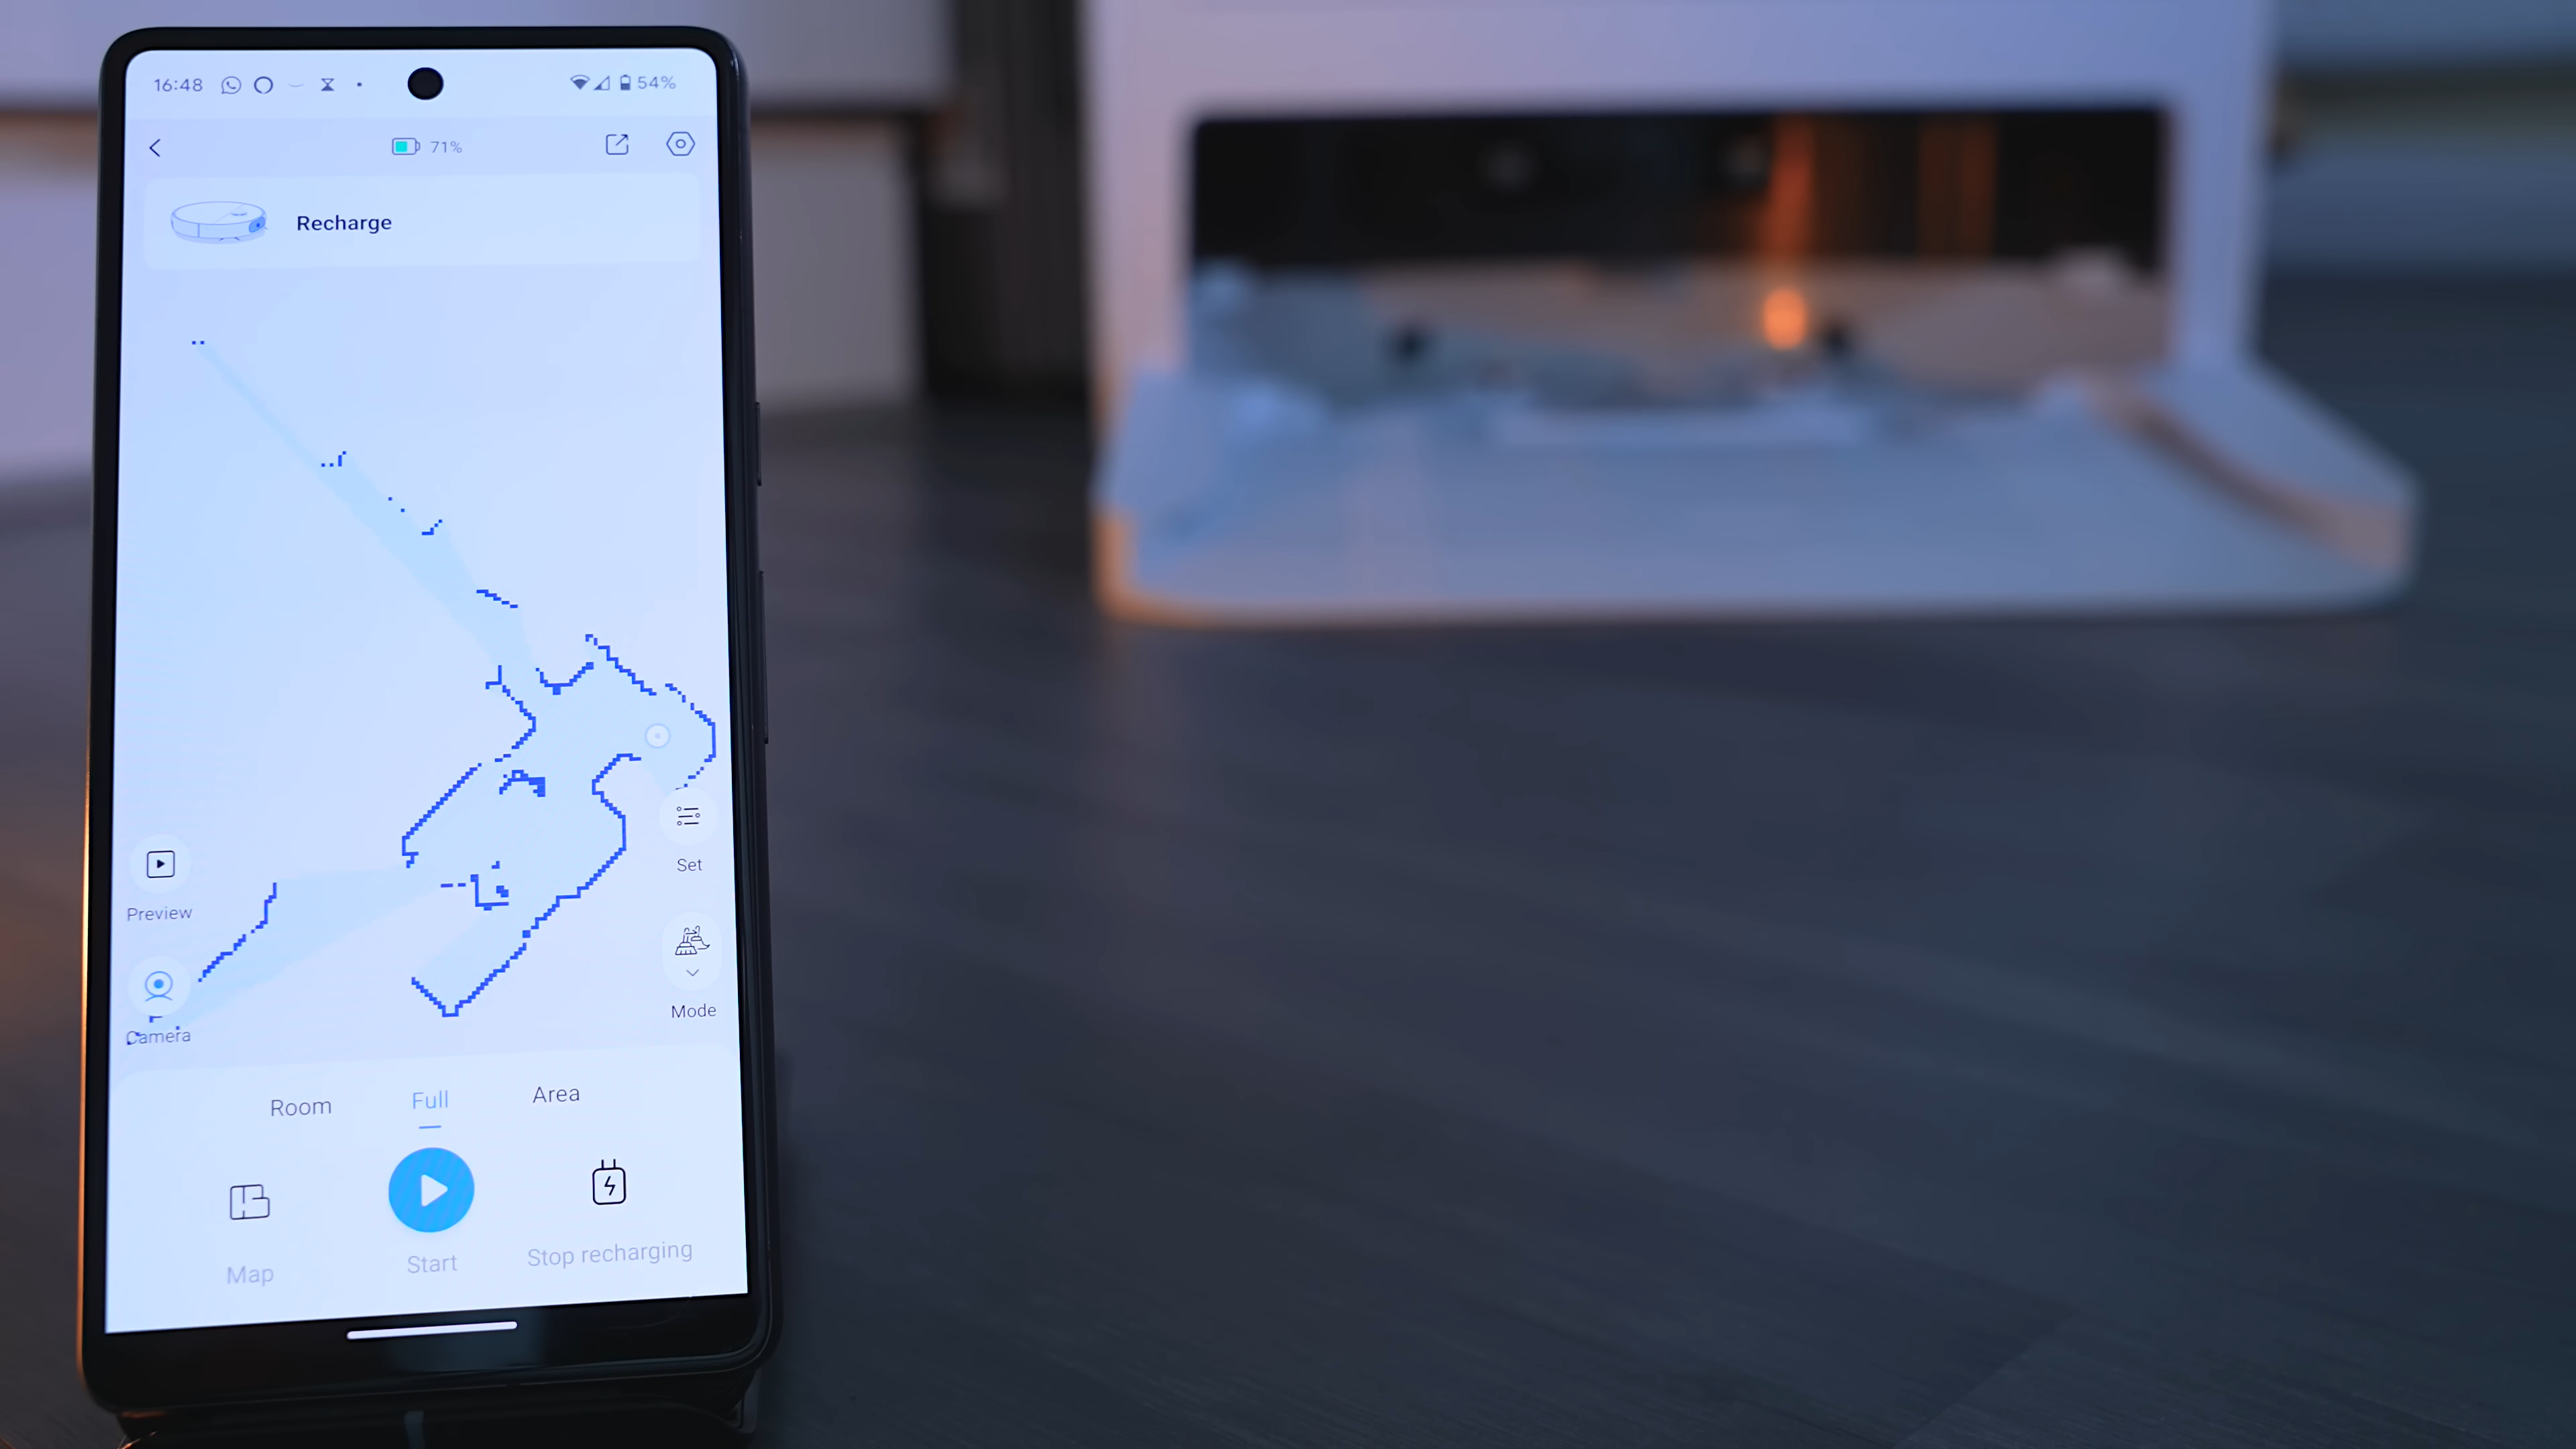 16:48 54%
71%
Recharge
Set
Preview
Mode
Camera
Room Full Area
Map Start Stop recharging